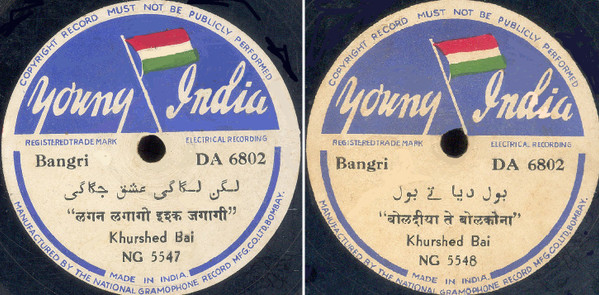 COPYRIGHT RECORD MUST NOT BE PUBLICLY PERFORMED
Young India
REGISTERED TRADE MARK
ELECTRICAL RECORDING
Bangri
DA 6802
لگن لگاگی عشق جگاگی
"लगन लगागो इश्क जगागी"
Khurshed Bai
NG 5547
MADE IN INDIA.
MANUFACTURED BY THE NATIONAL GRAMOPHONE RECORD MFG.CO.LTD.BOMBAY.
COPYRIGHT RECORD MUST NOT BE PUBLICLY PERFORMED
Young India
REGISTERED TRADE MARK
ELECTRICAL RECORDING
Bangri
DA 6802
بول دیا تے بول
"बोलदीया ते बोलकौना"
Khurshed Bai
NG 5548
MADE IN INDIA.
MANUFACTURED BY THE NATIONAL GRAMOPHONE RECORD MFG.CO.LTD.BOMBAY.